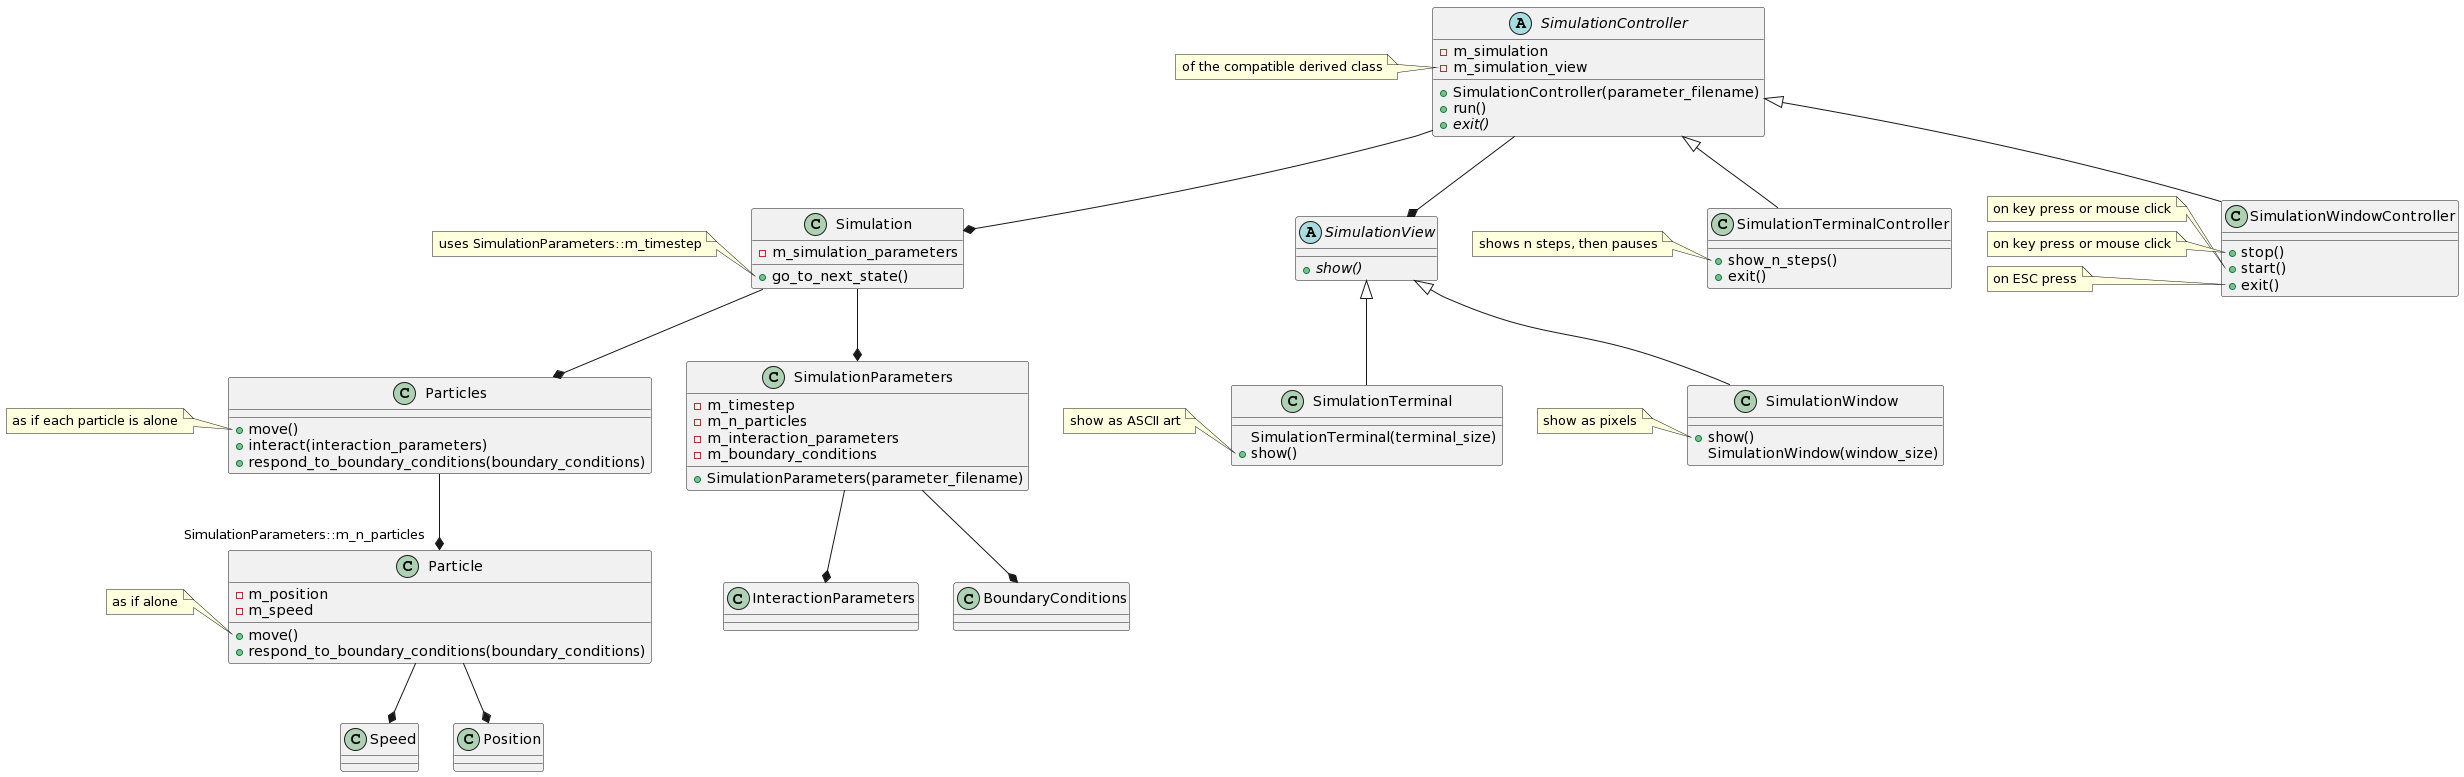 A SimulationController
m_simulation
m_simulation_view
SimulationController(parameter_filename)
run()
exit()
of the compatible derived class
C Simulation
m_simulation_parameters
go_to_next_state()
uses SimulationParameters::m_timestep
A SimulationView
show()
C SimulationTerminalController
show_n_steps()
exit()
shows n steps, then pauses
C SimulationWindowController
stop()
start()
exit()
on key press or mouse click
on key press or mouse click
on ESC press
C Particles
move()
interact(interaction_parameters)
respond_to_boundary_conditions(boundary_conditions)
as if each particle is alone
C SimulationParameters
m_timestep
m_n_particles
m_interaction_parameters
m_boundary_conditions
SimulationParameters(parameter_filename)
C SimulationTerminal
SimulationTerminal(terminal_size)
show()
show as ASCII art
C SimulationWindow
show()
SimulationWindow(window_size)
show as pixels
SimulationParameters::m_n_particles
C Particle
m_position
m_speed
move()
respond_to_boundary_conditions(boundary_conditions)
as if alone
C InteractionParameters
C BoundaryConditions
C Speed
C Position